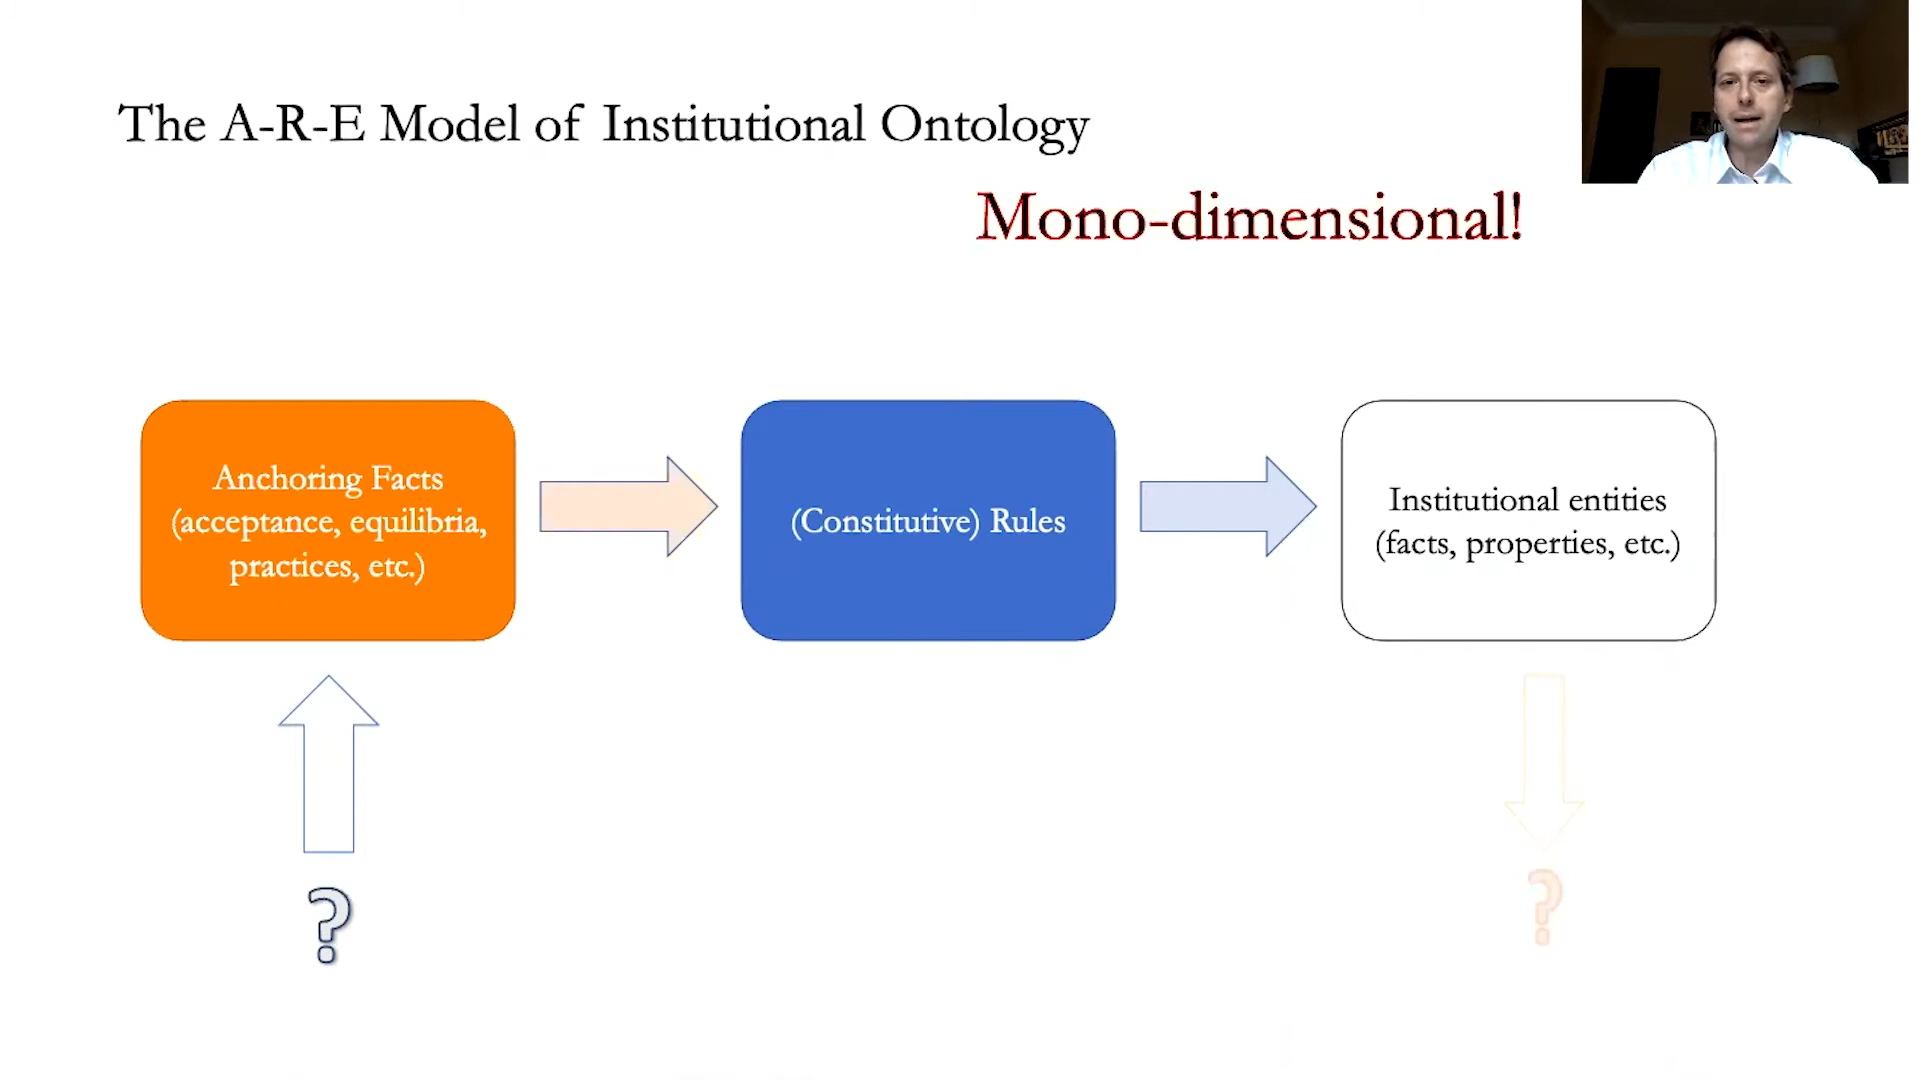 The A-R-E Model of Institutional Ontology
Mono-dimensional!
Anchoring Facts
(acceptance, equilibria,
practices, etc.)
(Constitutive) Rules
Institutional entities
(facts, properties, etc.)
?
?